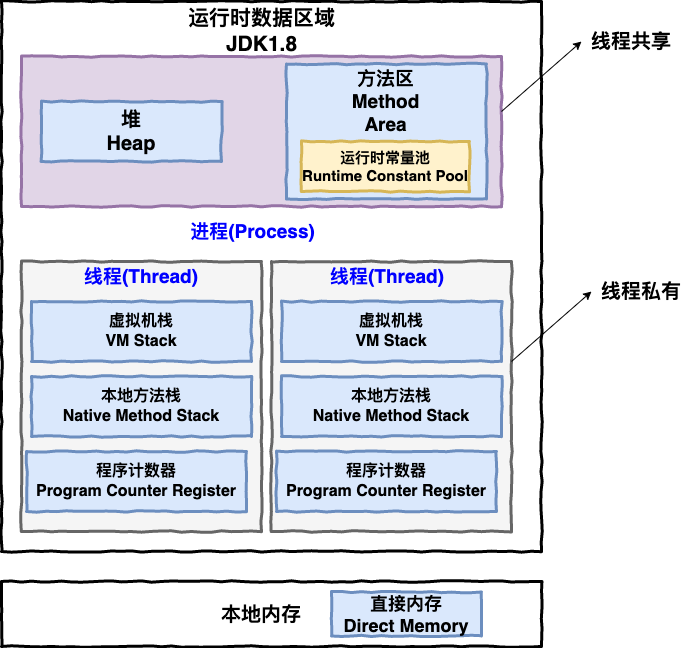 运行时数据区域
JDK1.8
线程共享
堆
Heap
方法区
Method
Area
运行时常量池
Runtime Constant Pool
进程(Process)
线程(Thread)
虚拟机栈
VM Stack
本地方法栈
Native Method Stack
程序计数器
Program Counter Register
线程(Thread)
虚拟机栈
VM Stack
本地方法栈
Native Method Stack
程序计数器
Program Counter Register
线程私有
本地内存
直接内存
Direct Memory